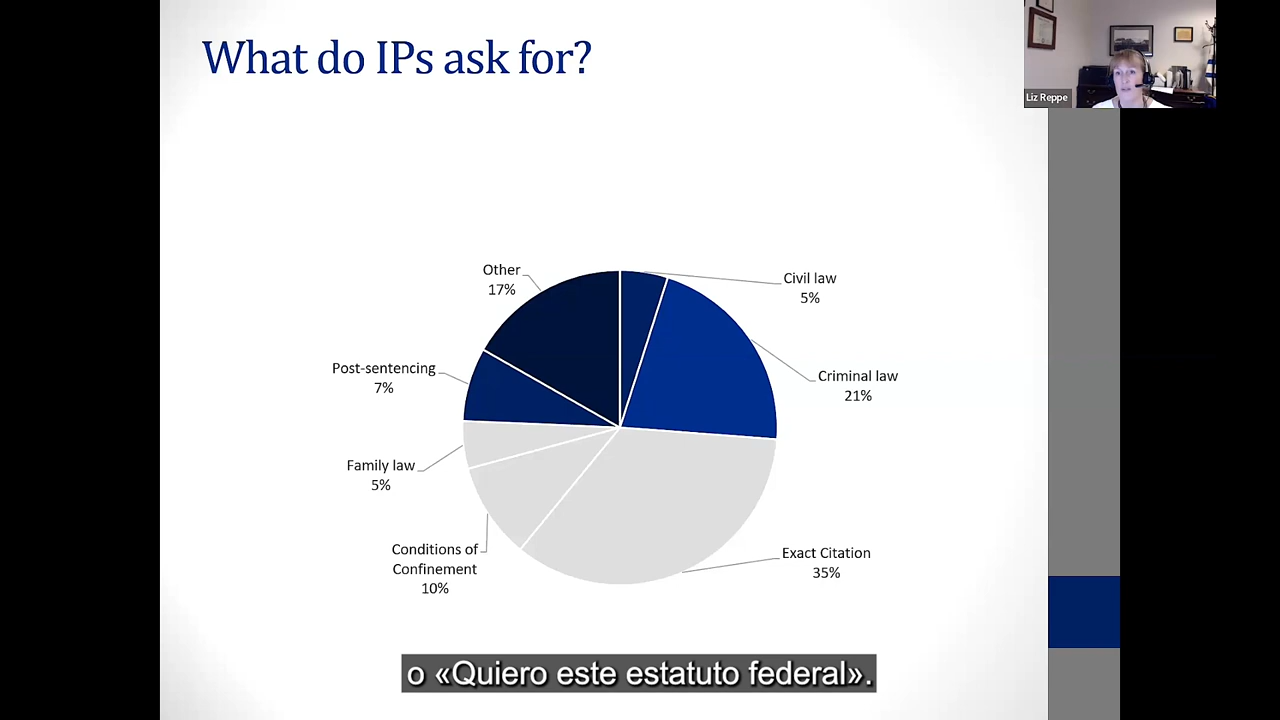 What do IPs ask for?
Liz Reppe
Other
17%
Civil law
5%
Post-sentencing
7%
Criminal law
21%
Family law
5%
Conditions of
Confinement
10%
Exact Citation
35%
o «Quiero este estatuto federal».